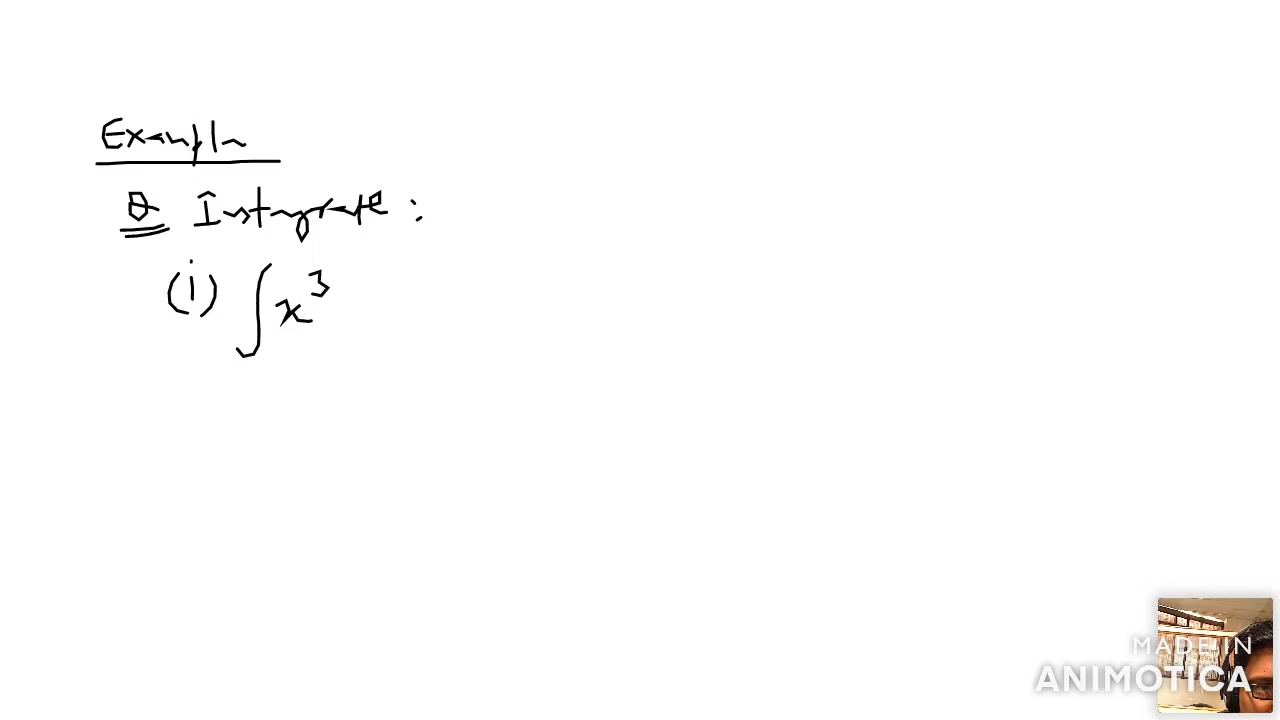 Example
Q Integrate :
(i) ∫x³
MADE IN
ANIMOTICA